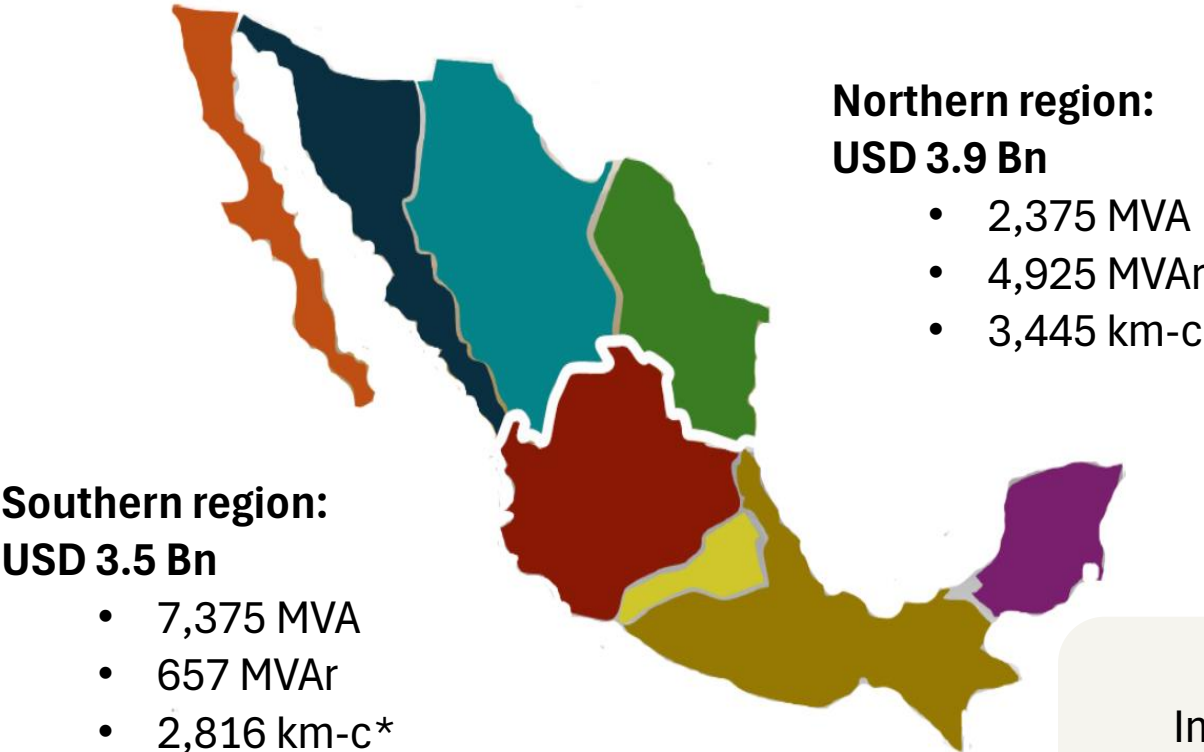 Northern region:
USD 3.9 Bn
• 2,375 MVA
• 4,925 MVAr
• 3,445 km-c
Southern region:
USD 3.5 Bn
• 7,375 MVA
• 657 MVAr
• 2,816 km-c*
In